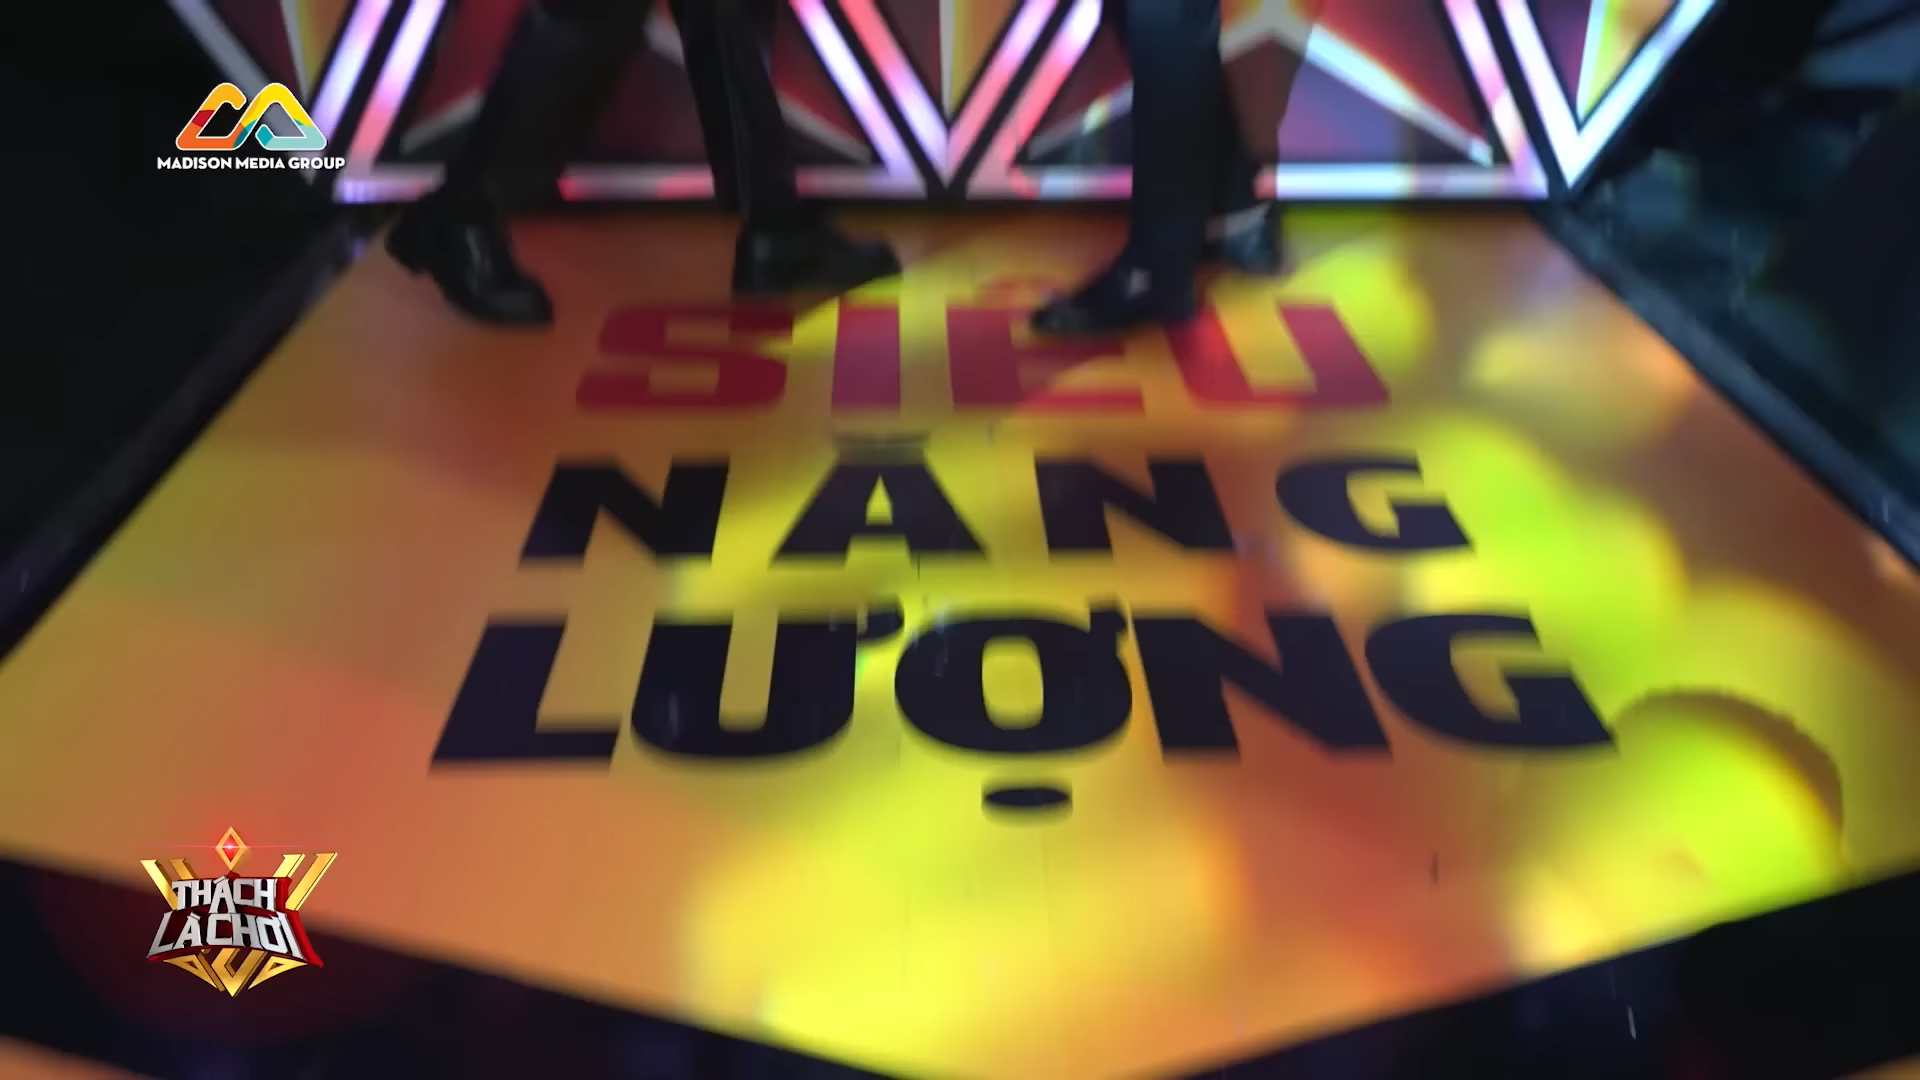 MADISON MEDIA GROUP
SIÊU
NĂNG
LƯỢNG
THÁCH
LÀ CHƠI